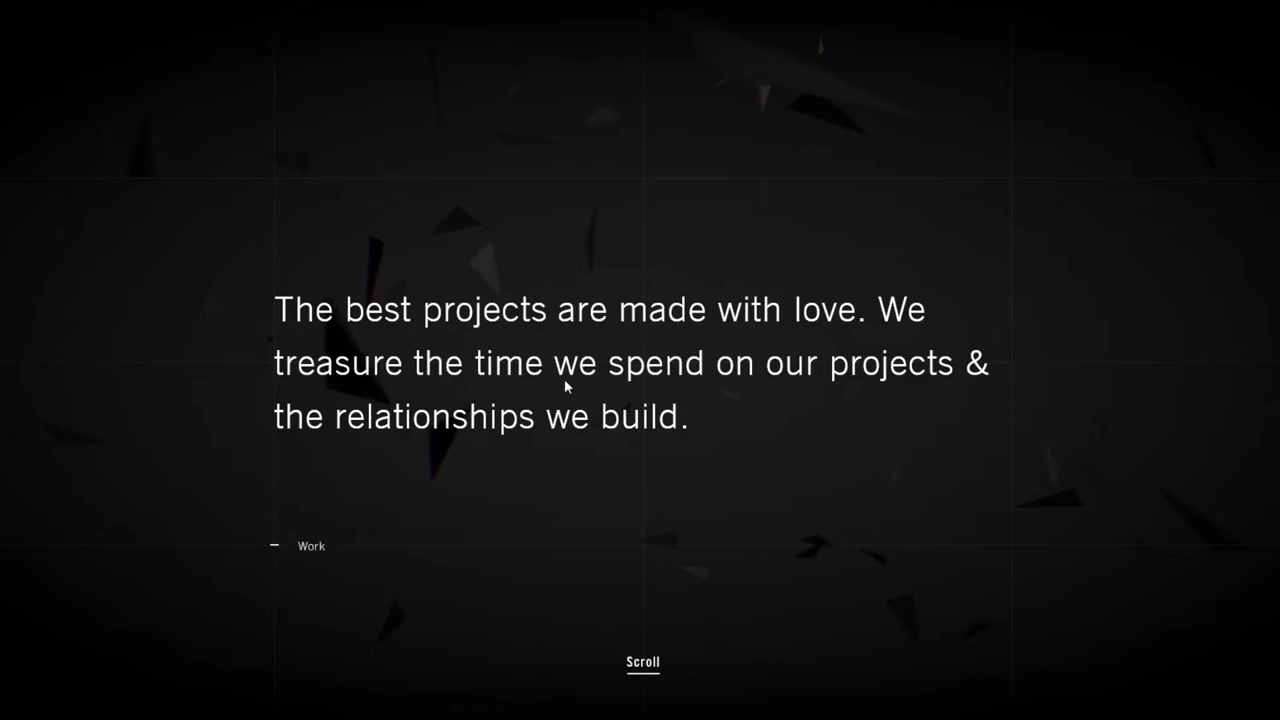 The best projects are made with love. We
treasure the time we spend on our projects &
the relationships we build.
Work
Scroll